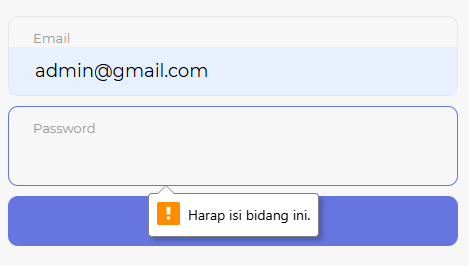 Email
admin@gmail.com
Password
Harap isi bidang ini.